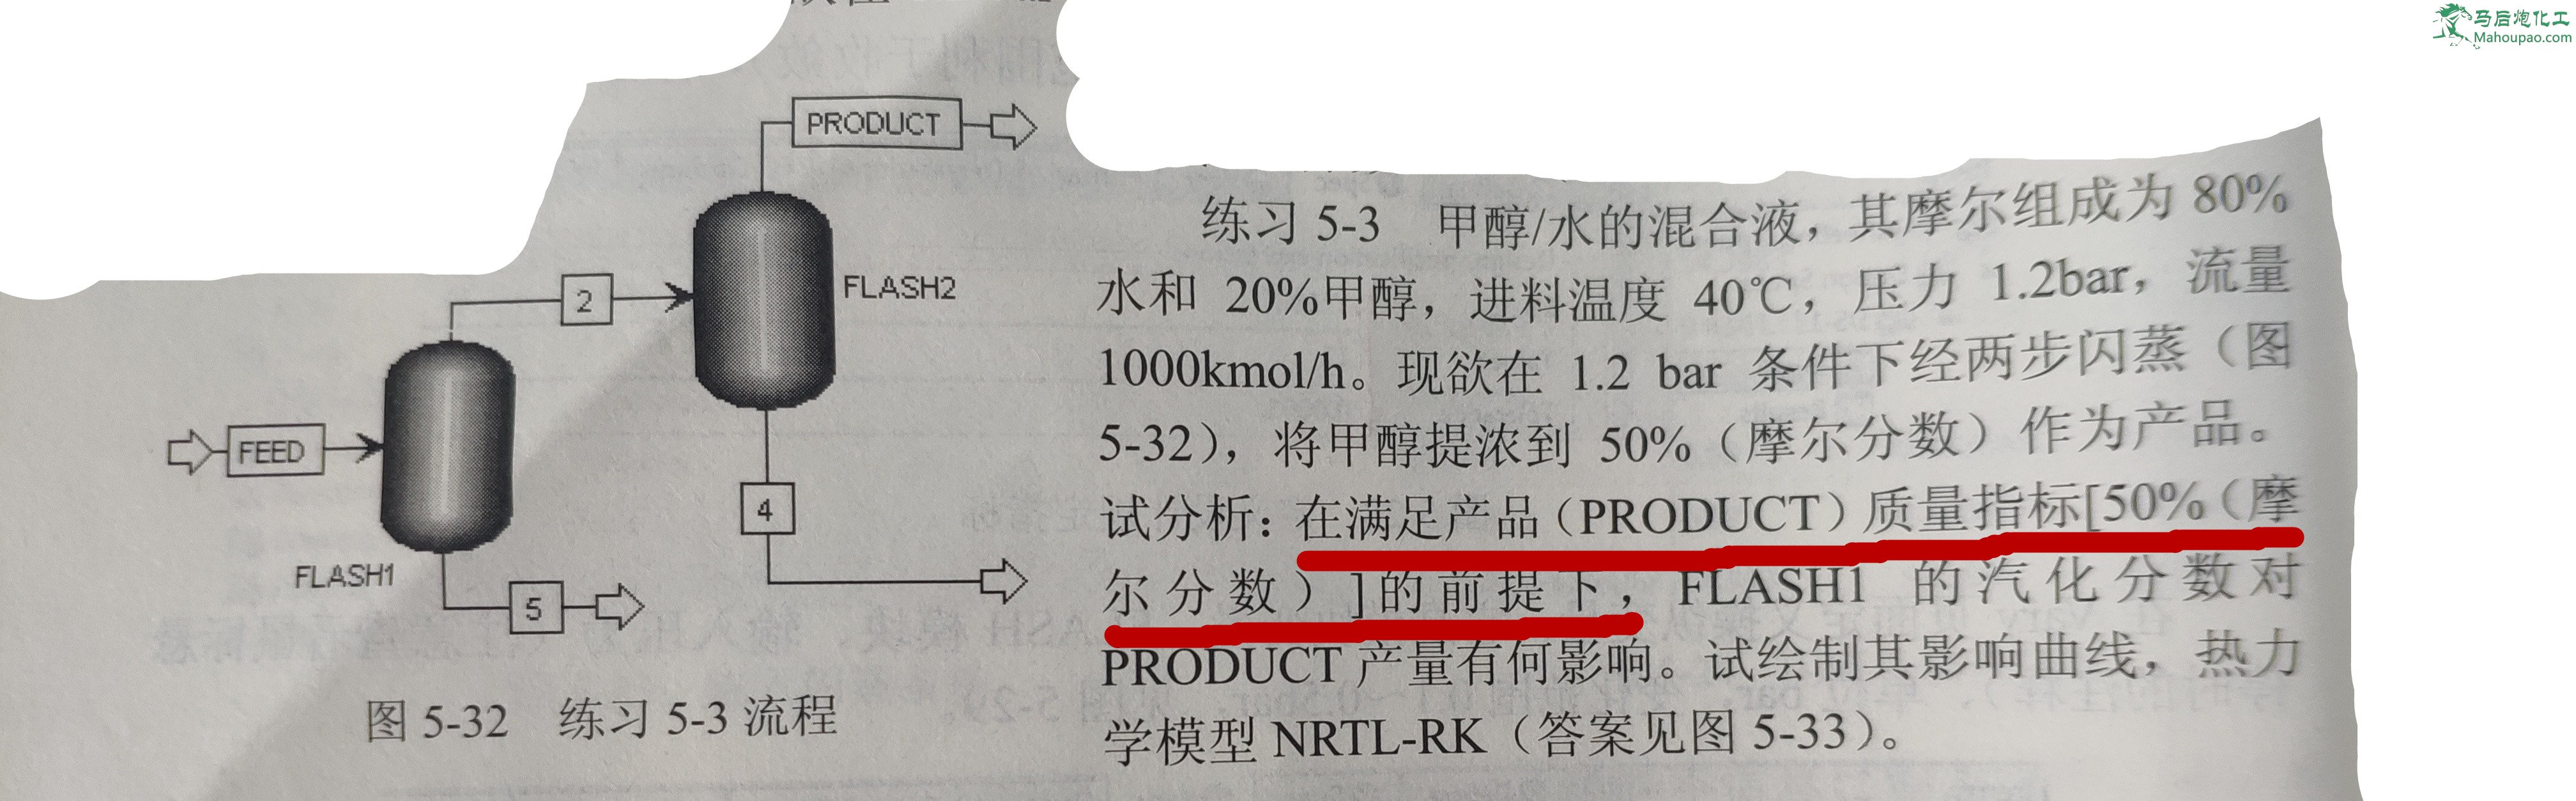 马后炮化工
Mahoupao.com
PRODUCT
FLASH2
2
FEED
4
FLASH1
5
图 5-32 练习 5-3 流程
练习 5-3 甲醇/水的混合液，其摩尔组成为 80%
水和 20%甲醇，进料温度 40℃，压力 1.2bar，流量
1000kmol/h。现欲在 1.2 bar 条件下经两步闪蒸（图
5-32），将甲醇提浓到 50%（摩尔分数）作为产品。
试分析：在满足产品（PRODUCT）质量指标[50%（摩
尔分数）]的前提下，FLASH1 的汽化分数对
PRODUCT 产量有何影响。试绘制其影响曲线，热力
学模型 NRTL-RK（答案见图 5-33）。